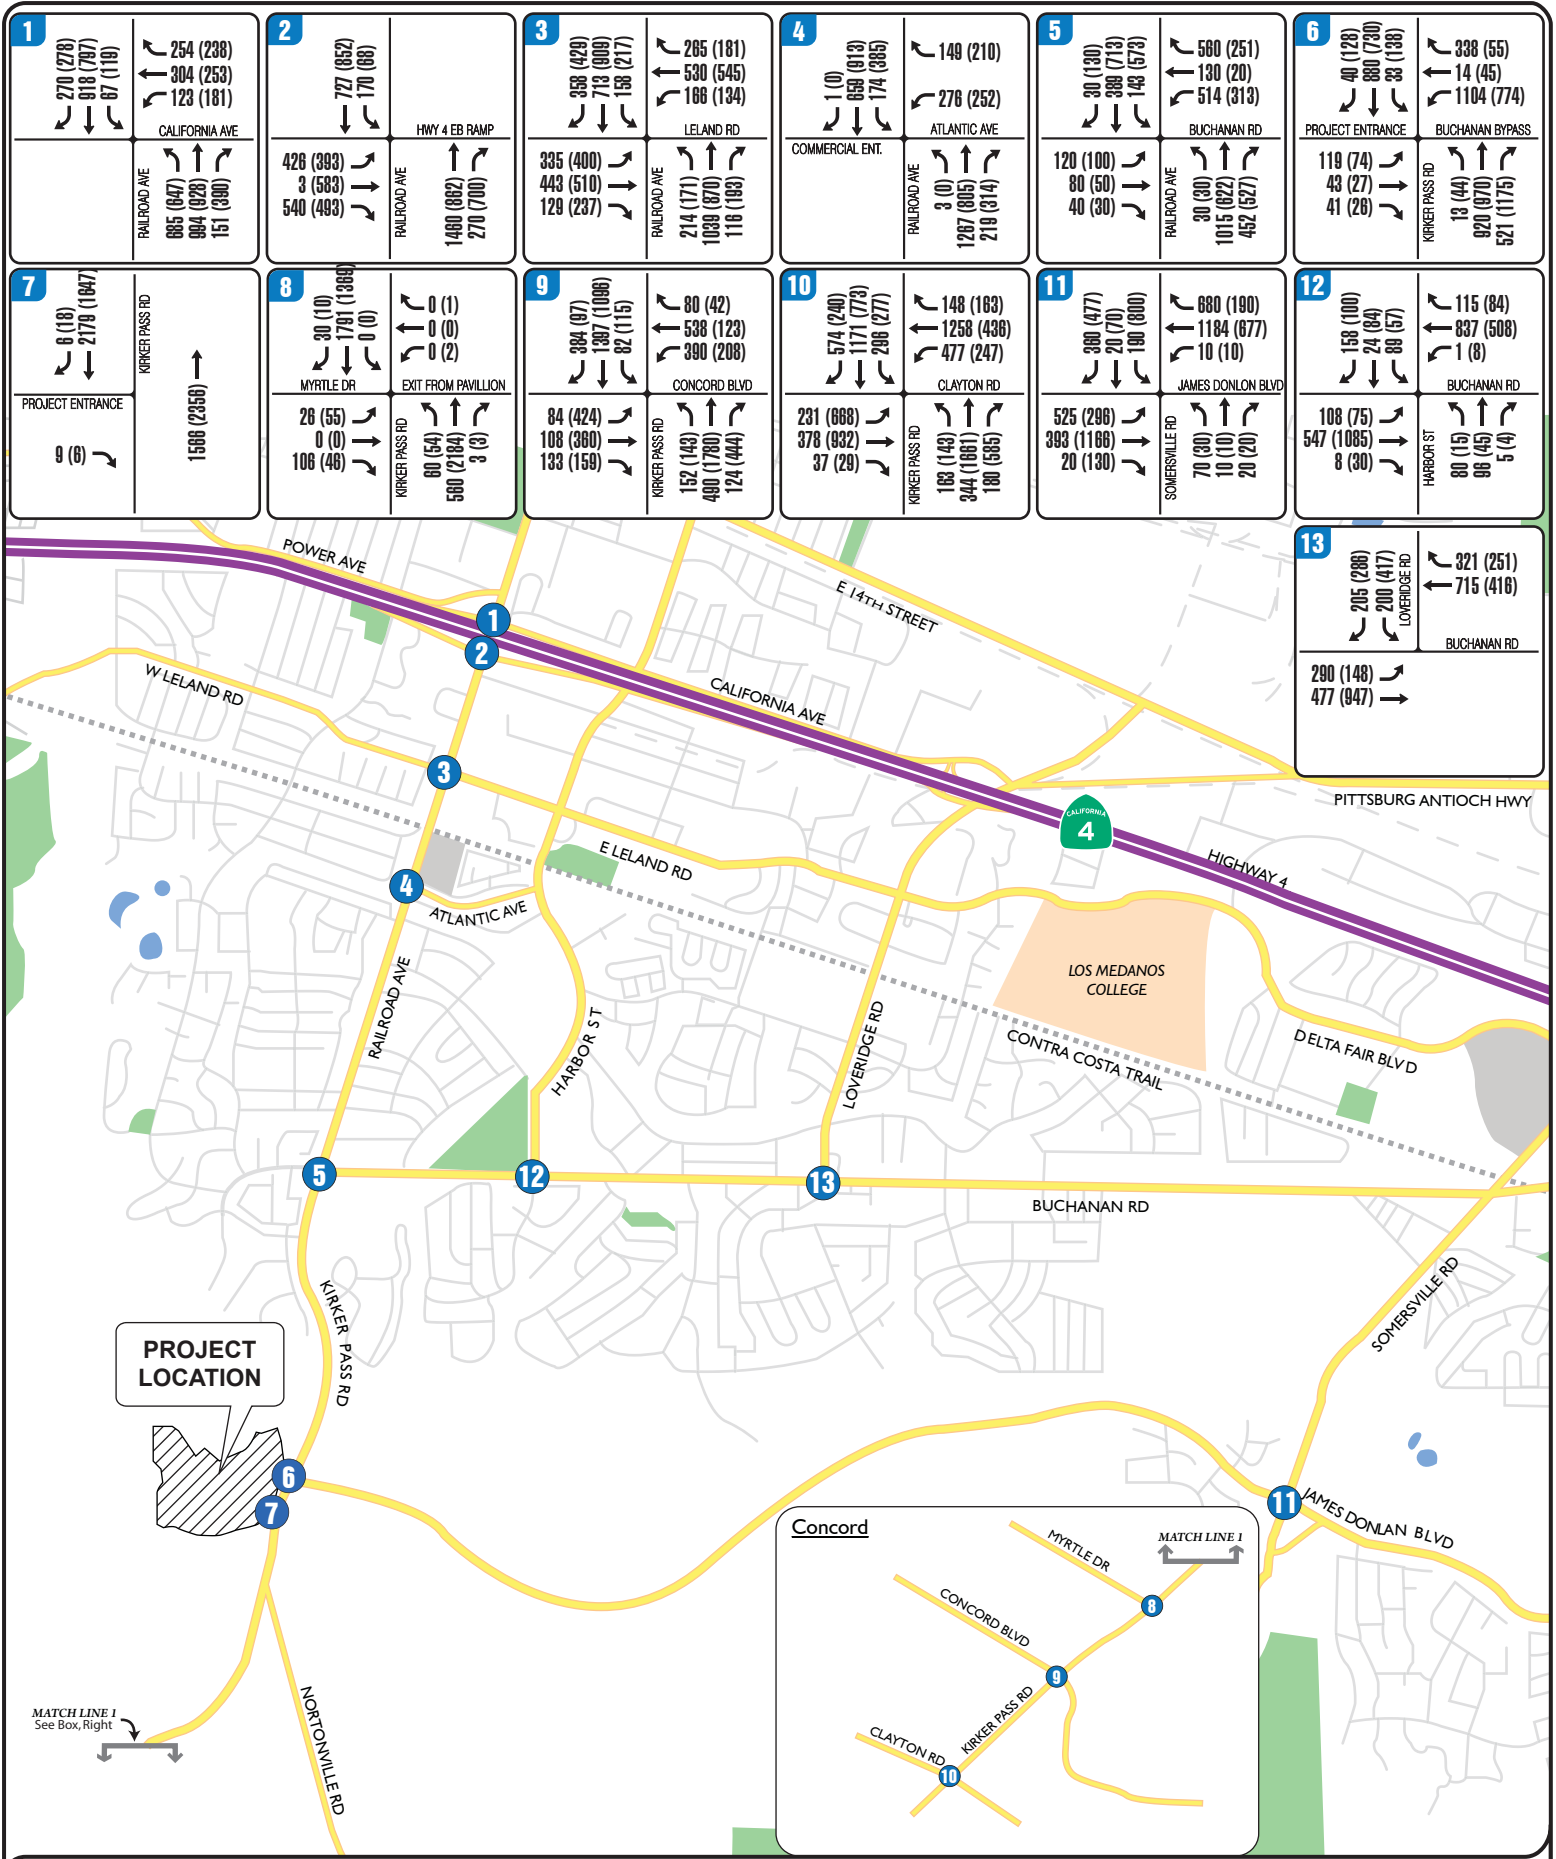 1
270 (278)
918 (797)
67 (119)
254 (238)
304 (253)
123 (181)
CALIFORNIA AVE
RAILROAD AVE
685 (647)
994 (928)
151 (390)
2
727 (852)
170 (68)
HWY 4 EB RAMP
426 (393)
3 (583)
540 (493)
RAILROAD AVE
1460 (862)
270 (700)
3
358 (429)
713 (909)
158 (217)
265 (181)
530 (545)
166 (134)
LELAND RD
335 (400)
443 (510)
129 (237)
RAILROAD AVE
214 (171)
1039 (870)
116 (193)
4
1 (0)
659 (913)
174 (385)
149 (210)
276 (252)
ATLANTIC AVE
COMMERCIAL ENT.
RAILROAD AVE
3 (0)
1267 (805)
219 (314)
5
30 (130)
389 (713)
143 (573)
560 (251)
130 (20)
514 (313)
BUCHANAN RD
120 (100)
80 (50)
40 (30)
RAILROAD AVE
30 (30)
1015 (622)
452 (527)
6
40 (128)
880 (730)
33 (138)
338 (55)
14 (45)
1104 (774)
PROJECT ENTRANCE
BUCHANAN BYPASS
119 (74)
43 (27)
41 (26)
KIRKER PASS RD
13 (44)
920 (970)
521 (1175)
7
6 (18)
2179 (1647)
KIRKER PASS RD
PROJECT ENTRANCE
9 (6)
1566 (2356)
8
30 (10)
1791 (1369)
0 (0)
0 (1)
0 (0)
0 (2)
MYRTLE DR
EXIT FROM PAVILLION
26 (55)
0 (0)
106 (46)
KIRKER PASS RD
60 (54)
560 (2184)
3 (3)
9
384 (97)
1397 (1086)
82 (115)
80 (42)
538 (123)
390 (208)
CONCORD BLVD
84 (424)
108 (360)
133 (159)
KIRKER PASS RD
152 (143)
490 (1780)
124 (444)
10
574 (240)
1171 (773)
296 (277)
148 (163)
1258 (436)
477 (247)
CLAYTON RD
231 (668)
378 (932)
37 (29)
KIRKER PASS RD
163 (143)
344 (1661)
180 (585)
11
360 (477)
20 (70)
190 (800)
680 (190)
1184 (677)
10 (10)
JAMES DONLON BLVD
525 (296)
393 (1166)
20 (130)
SOMERSVILLE RD
70 (30)
10 (10)
20 (20)
12
158 (100)
24 (84)
89 (57)
115 (84)
837 (508)
1 (8)
BUCHANAN RD
108 (75)
547 (1085)
8 (30)
HARBOR ST
80 (15)
96 (45)
5 (4)
13
205 (286)
200 (417)
LOVERIDGE RD
321 (251)
715 (416)
BUCHANAN RD
290 (148)
477 (947)
POWER AVE
E 14TH STREET
1
2
W LELAND RD
CALIFORNIA AVE
3
PITTSBURG ANTIOCH HWY
CALIFORNIA
4
E LELAND RD
HIGHWAY 4
4
ATLANTIC AVE
LOS MEDANOS
COLLEGE
RAILROAD AVE
HARBOR ST
LOVERIDGE RD
CONTRA COSTA TRAIL
DELTA FAIR BLVD
5
12
13
BUCHANAN RD
SOMERSVILLE RD
KIRKER PASS RD
PROJECT
LOCATION
6
7
11
JAMES DONLAN BLVD
Concord
MYRTLE DR
MATCH LINE 1
8
CONCORD BLVD
9
KIRKER PASS RD
CLAYTON RD
10
NORTONVILLE RD
MATCH LINE 1
See Box, Right